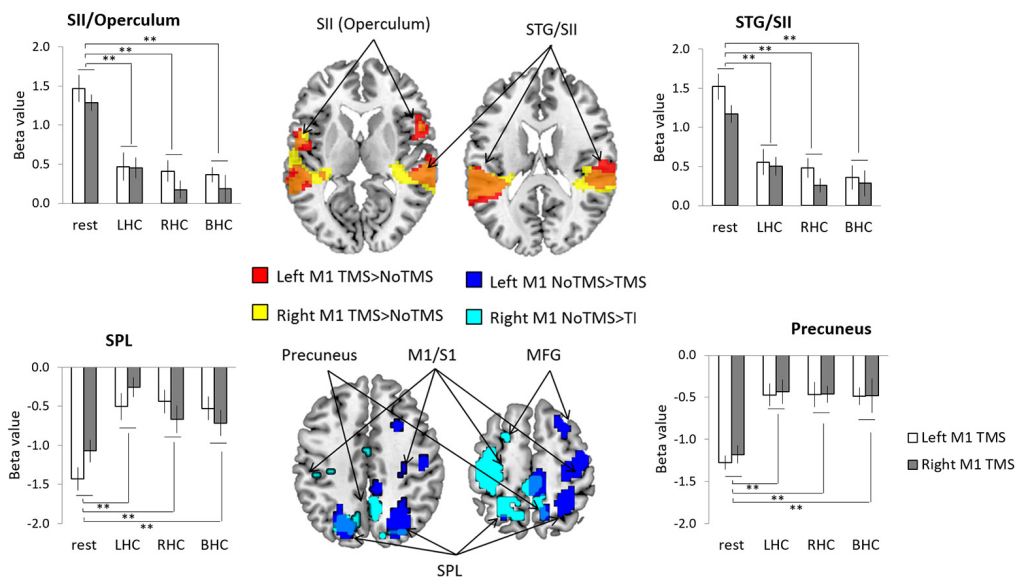 SII/Operculum
**
**
**
Beta value
2.0
1.5
1.0
0.5
0.0
rest LHC RHC BHC
SII (Operculum)
STG/SII
STG/SII
**
**
**
Beta value
2.0
1.5
1.0
0.5
0.0
rest LHC RHC BHC
Left M1 TMS>NoTMS
Left M1 NoTMS>TMS
Right M1 TMS>NoTMS
Right M1 NoTMS>TI
SPL
Beta value
0.0
-0.5
-1.0
-1.5
-2.0
**
**
**
rest LHC RHC BHC
Precuneus
M1/S1
MFG
SPL
Precuneus
Beta value
0.0
-0.5
-1.0
-1.5
-2.0
**
**
**
rest LHC RHC BHC
Left M1 TMS
Right M1 TMS